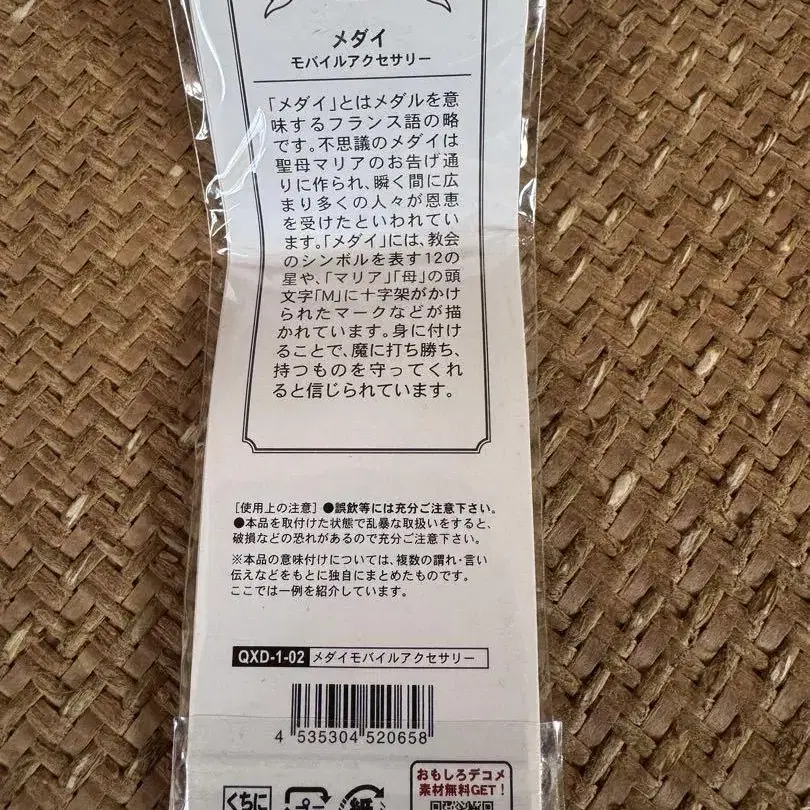 メダイ
モバイルアクセサリー
「メダイ」とはメダルを意
味するフランス語の略
です。不思議のメダイは
聖母マリアのお告げ通
りに作られ、瞬く間に広
まり多くの人々が恩恵
を受けたといわれてい
ます。「メダイ」には、教会
のシンボルを表す12の
星や、「マリア」「母」の頭
文字「M」に十字架がかけ
られたマークなどが描
かれています。身に付け
ることで、魔に打ち勝ち、
持つものを守ってくれ
ると信じられています。
[使用上の注意]●誤飲等には充分ご注意下さい。
●本品を取付けた状態で乱暴な取扱いをすると、
破損などの恐れがあるので充分ご注意下さい。
※本品の意味付けについては、複数の謂れ・言い
伝えなどをもとに独自にまとめたものです。
ここでは一例を紹介しています。
QXD-1-02 メダイモバイルアクセサリー
4 535304 520658
くちに
ペー
紙
おもしろデコメ
素材無料GET!